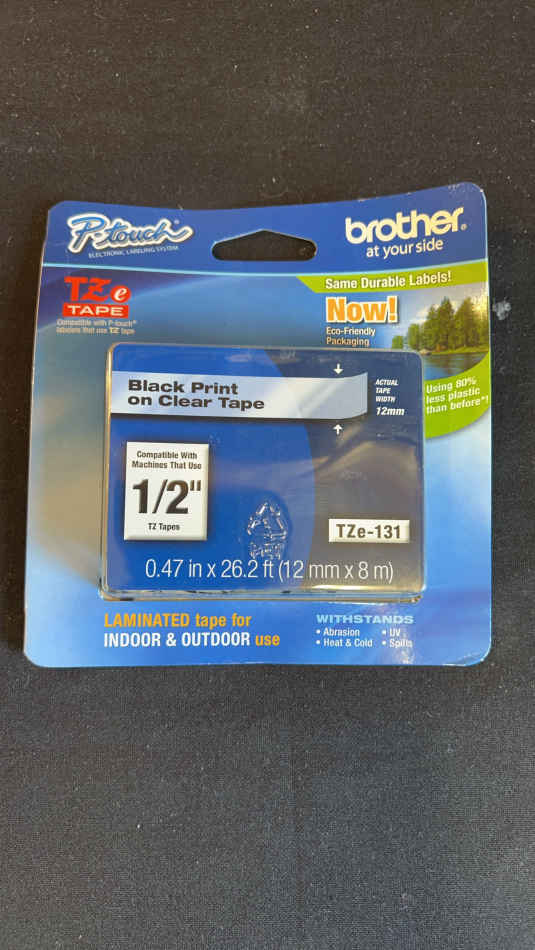 P-touch®
ELECTRONIC LABELING SYSTEM
brother®
at your side
TZe
TAPE
Compatible with P-touch®
labelers that use TZ tape
Same Durable Labels!
Now!
Eco-Friendly
Packaging
Using 80%
less plastic
than before*!
Black Print
on Clear Tape
ACTUAL
TAPE
WIDTH
12mm
Compatible With
Machines That Use
1/2"
TZ Tapes
TZe-131
0.47 in x 26.2 ft (12 mm x 8 m)
LAMINATED tape for
INDOOR & OUTDOOR use
WITHSTANDS
• Abrasion • UV
• Heat & Cold • Spills